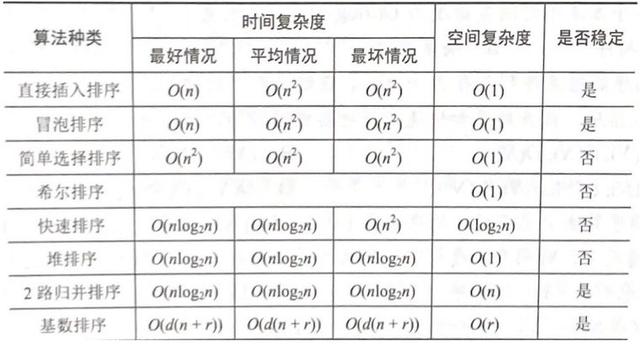 算法种类 时间复杂度 空间复杂度 是否稳定
最好情况 平均情况 最坏情况
直接插入排序 O(n) O(n²) O(n²) O(1) 是
冒泡排序 O(n) O(n²) O(n²) O(1) 是
简单选择排序 O(n²) O(n²) O(n²) O(1) 否
希尔排序 O(1) 否
快速排序 O(nlog₂n) O(nlog₂n) O(n²) O(log₂n) 否
堆排序 O(nlog₂n) O(nlog₂n) O(nlog₂n) O(1) 否
2路归并排序 O(nlog₂n) O(nlog₂n) O(nlog₂n) O(n) 是
基数排序 O(d(n + r)) O(d(n + r)) O(d(n + r)) O(r) 是